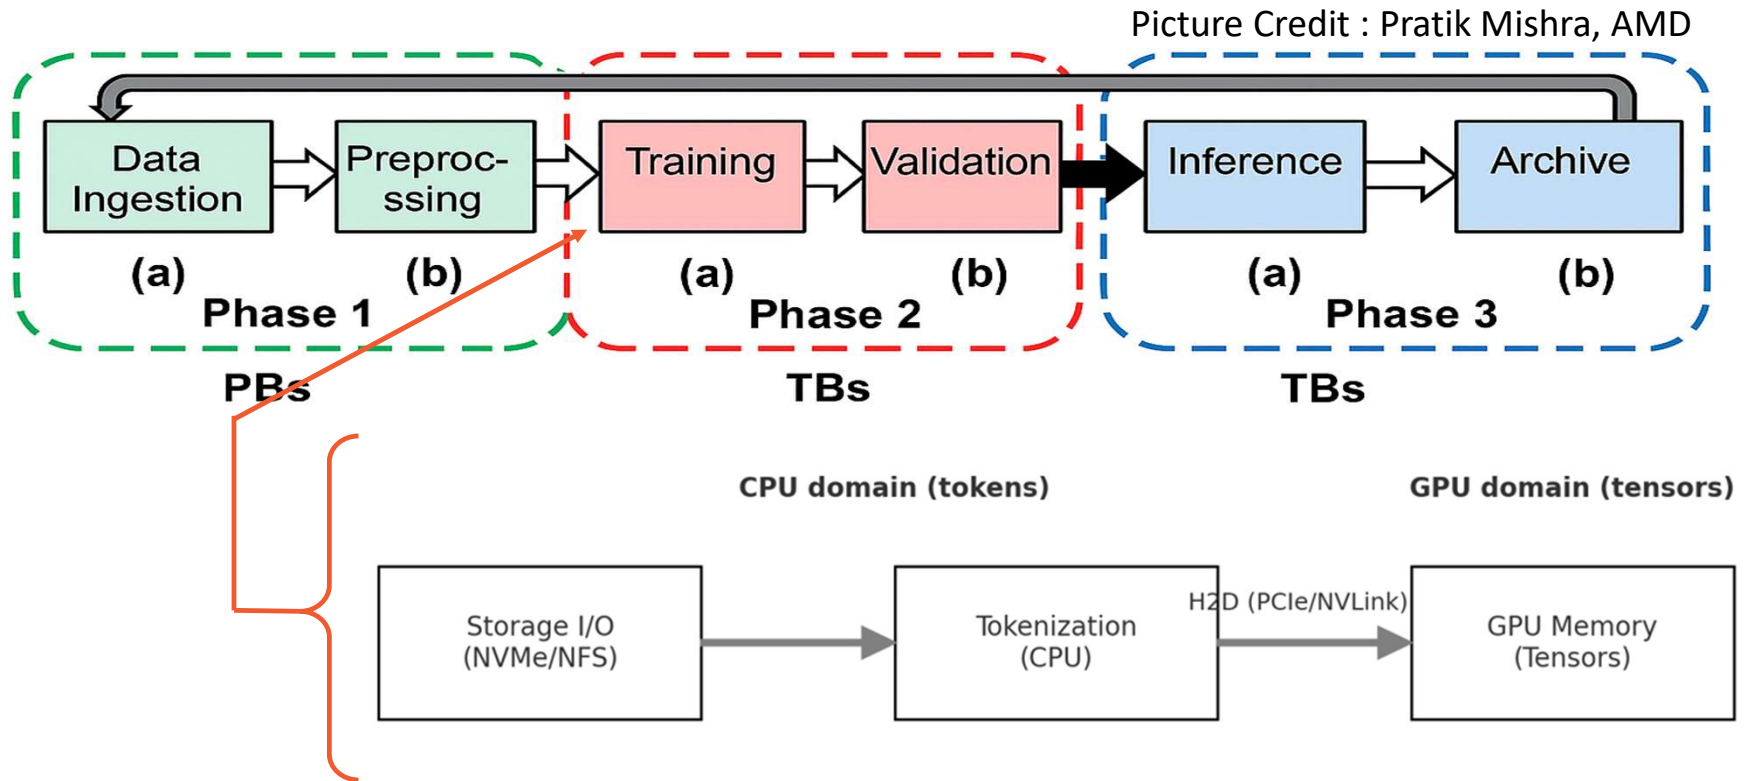 Picture Credit : Pratik Mishra, AMD
Data
Ingestion
Preproc-
ssing
Training
Validation
Inference
Archive
(a)
(b)
(a)
(b)
(a)
(b)
Phase 1
Phase 2
Phase 3
PBs
TBs
TBs
CPU domain (tokens)
GPU domain (tensors)
Storage I/O
(NVMe/NFS)
Tokenization
(CPU)
H2D (PCIe/NVLink)
GPU Memory
(Tensors)